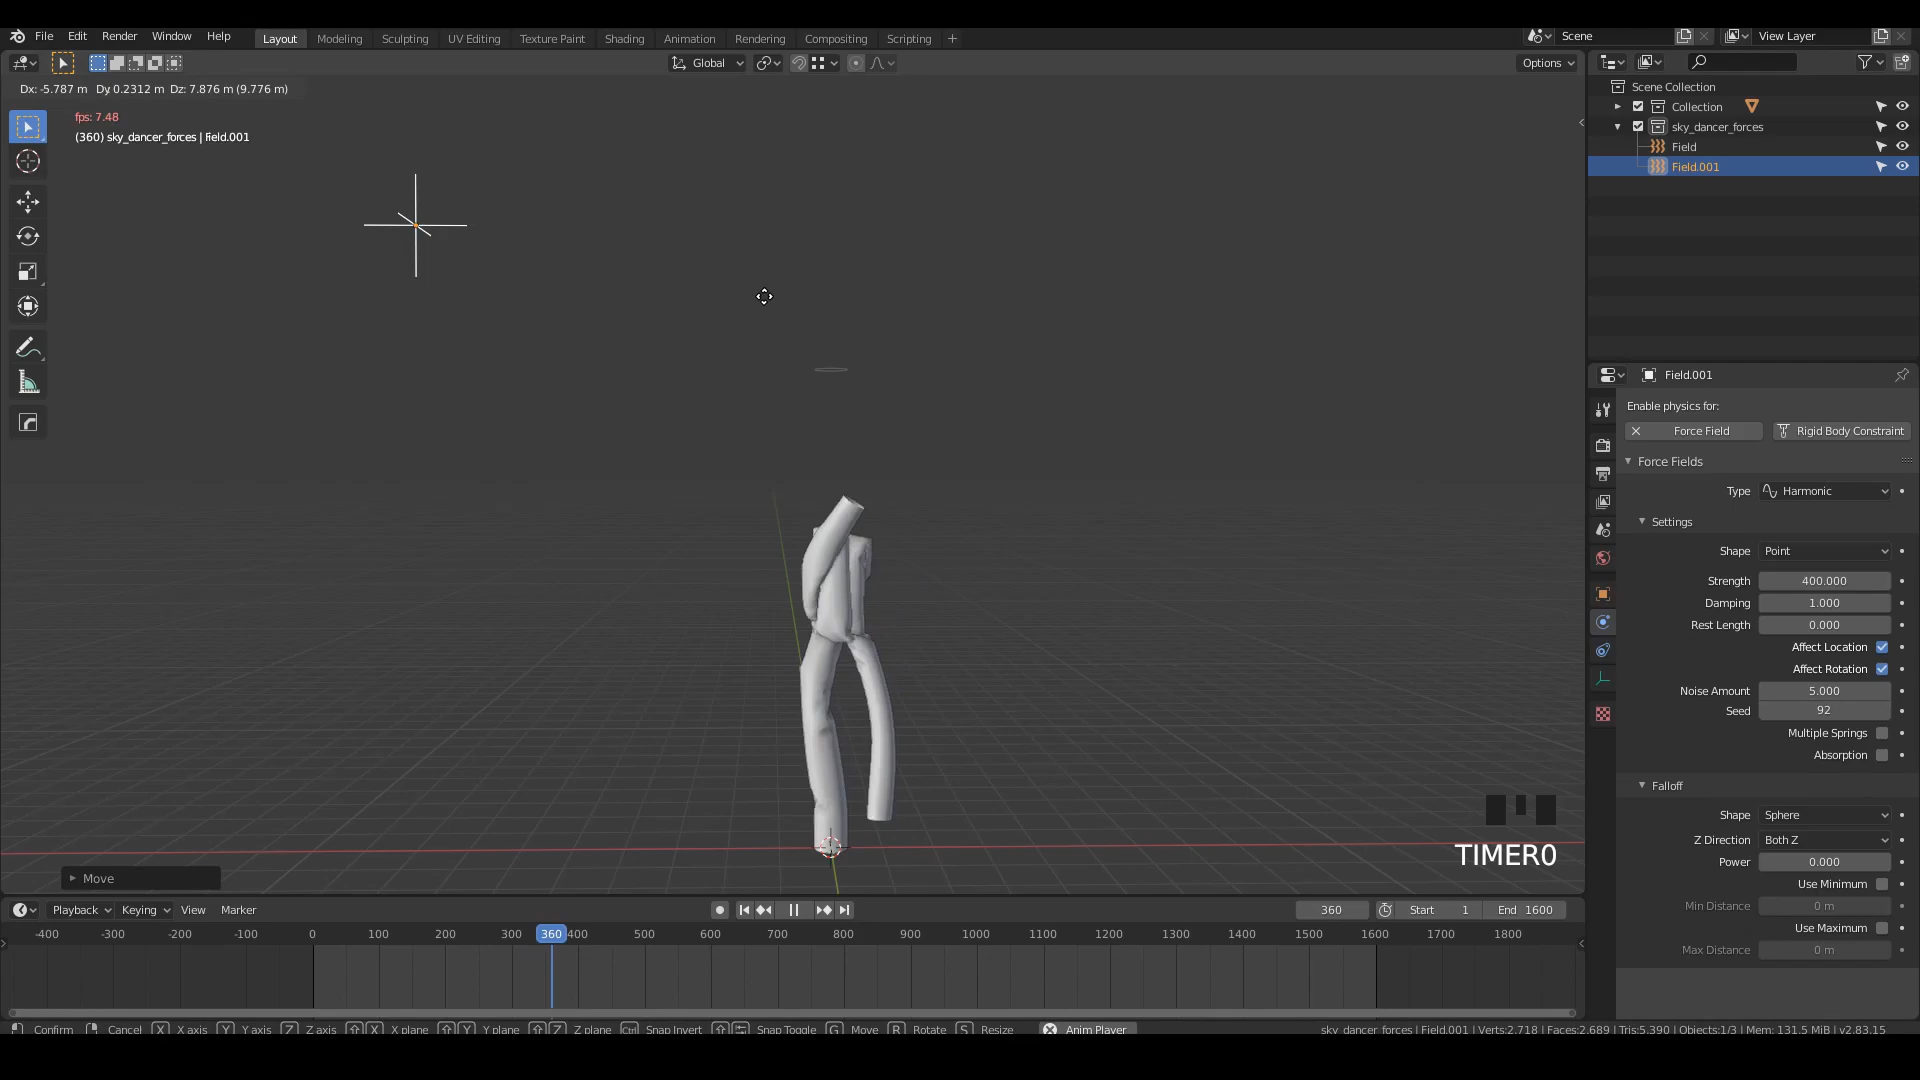 File Edit Render Window Help Layout Modeling Sculpting UV Editing Texture Paint Shading Animation Rendering Compositing Scripting + Scene View Layer
Global Options
Dx: -5.787 m Dy: 0.2312 m Dz: 7.876 m (9.776 m)
fps: 7.48
(360) sky_dancer_forces | Field.001
Scene Collection
Collection
sky_dancer_forces
Field
Field.001
Field.001
Enable physics for:
Force Field Rigid Body Constraint
Force Fields
Type Harmonic
Settings
Shape Point
Strength 400.000
Damping 1.000
Rest Length 0.000
Affect Location
Affect Rotation
Noise Amount 5.000
Seed 92
Multiple Springs
Absorption
Falloff
Shape Sphere
Z Direction Both Z
Power 0.000
Use Minimum
Min Distance 0 m
Use Maximum
Max Distance 0 m
TIMER0
Move
Playback Keying View Marker 360 Start 1 End 1600
-400 -300 -200 -100 0 100 200 300 360 400 500 600 700 800 900 1000 1100 1200 1300 1400 1500 1600 1700 1800
Confirm Cancel X X axis Y Y axis Z Z axis X X plane Y Y plane Z Z plane Ctrl Snap Invert Snap Toggle G Move R Rotate S Resize Anim Player sky_dancer_forces | Field.001 | Verts:2.718 | Faces:2.689 | Tris:5.390 | Objects:1/3 | Mem: 131.5 MiB | v2.83.15